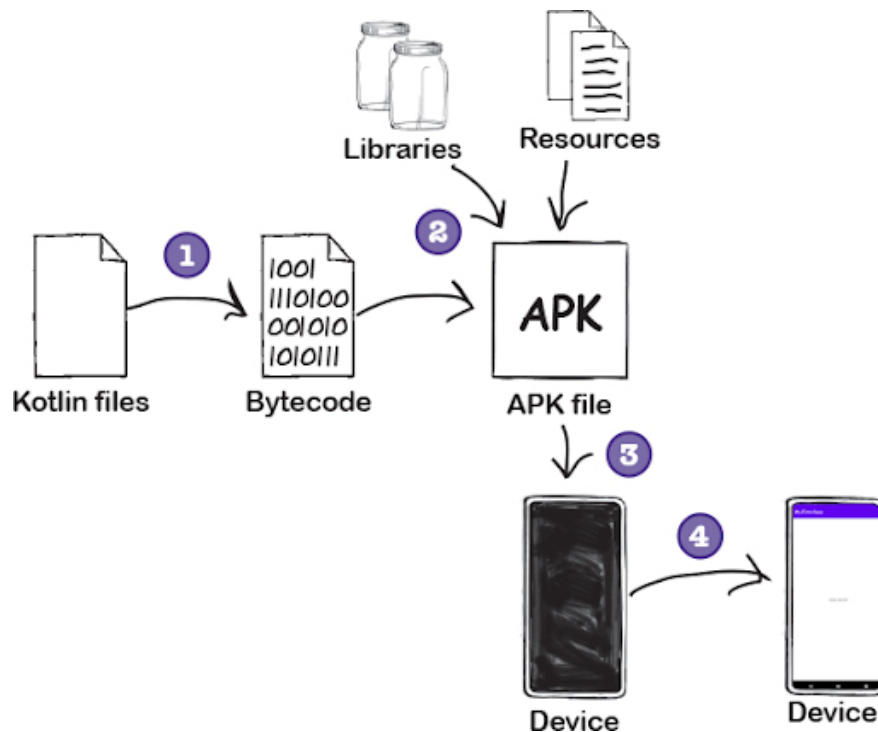 Libraries
Resources
1
2
1001
1110100
001010
1010111
APK
Kotlin files
Bytecode
APK file
3
4
Device
Device